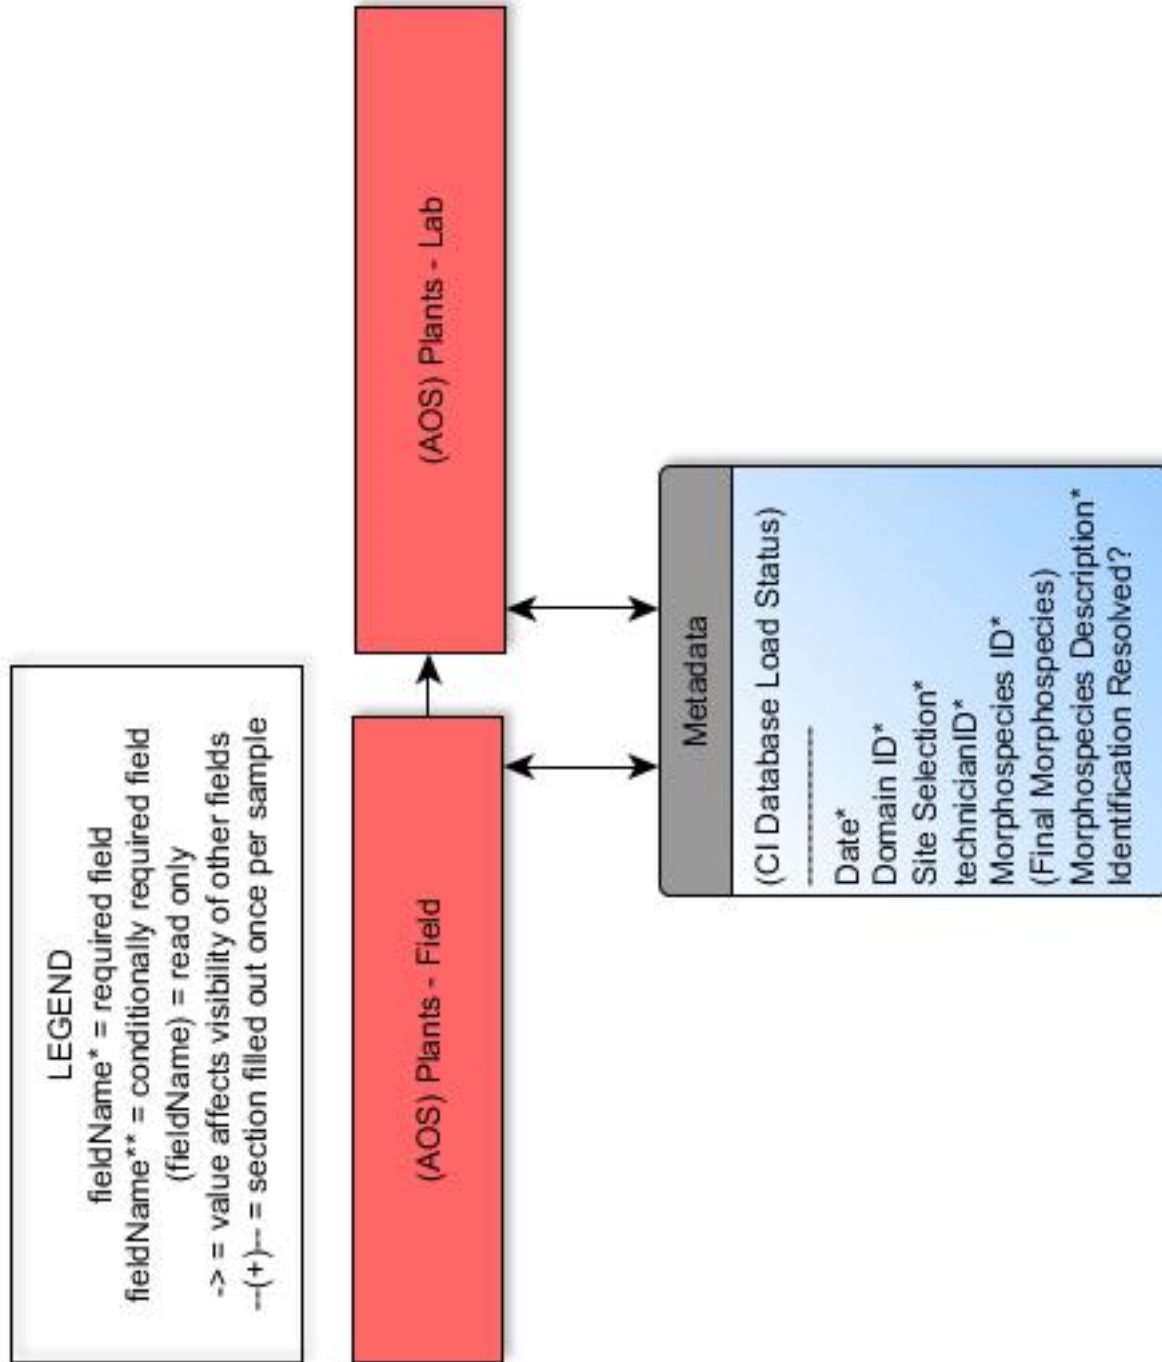 LEGEND
fieldName* = required field
fieldName** = conditionally required field
(fieldName) = read only
-> = value affects visibility of other fields
--(+)-- = section filled out once per sample
(AOS) Plants - Field
(AOS) Plants - Lab
Metadata
(CI Database Load Status)
--------------------
Date*
Domain ID*
Site Selection*
technicianID*
Morphospecies ID*
(Final Morphospecies)
Morphospecies Description*
Identification Resolved?